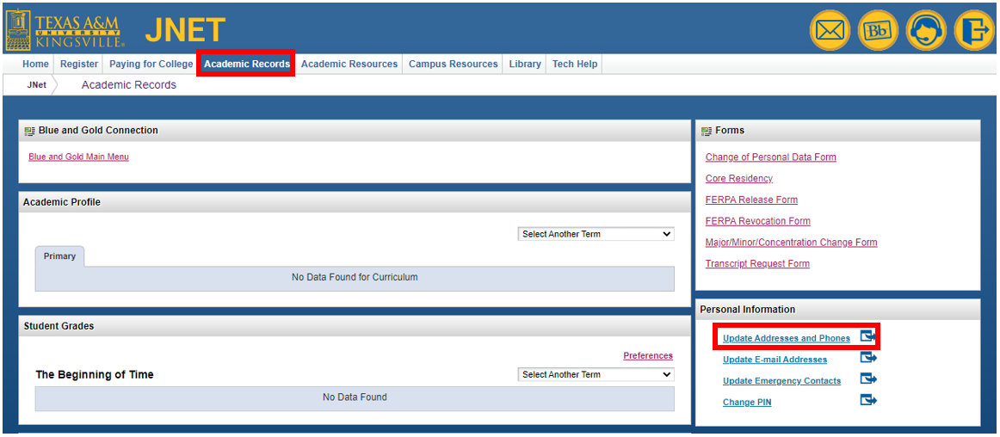 TEXAS A&M
UNIVERSITY
KINGSVILLE®
JNET
Bb
Home
Register
Paying for College
Academic Records
Academic Resources
Campus Resources
Library
Tech Help
JNet
Academic Records
Blue and Gold Connection
Blue and Gold Main Menu
Academic Profile
Select Another Term
Primary
No Data Found for Curriculum
Student Grades
Preferences
The Beginning of Time
Select Another Term
No Data Found
Forms
Change of Personal Data Form
Core Residency
FERPA Release Form
FERPA Revocation Form
Major/Minor/Concentration Change Form
Transcript Request Form
Personal Information
Update Addresses and Phones
Update E-mail Addresses
Update Emergency Contacts
Change PIN